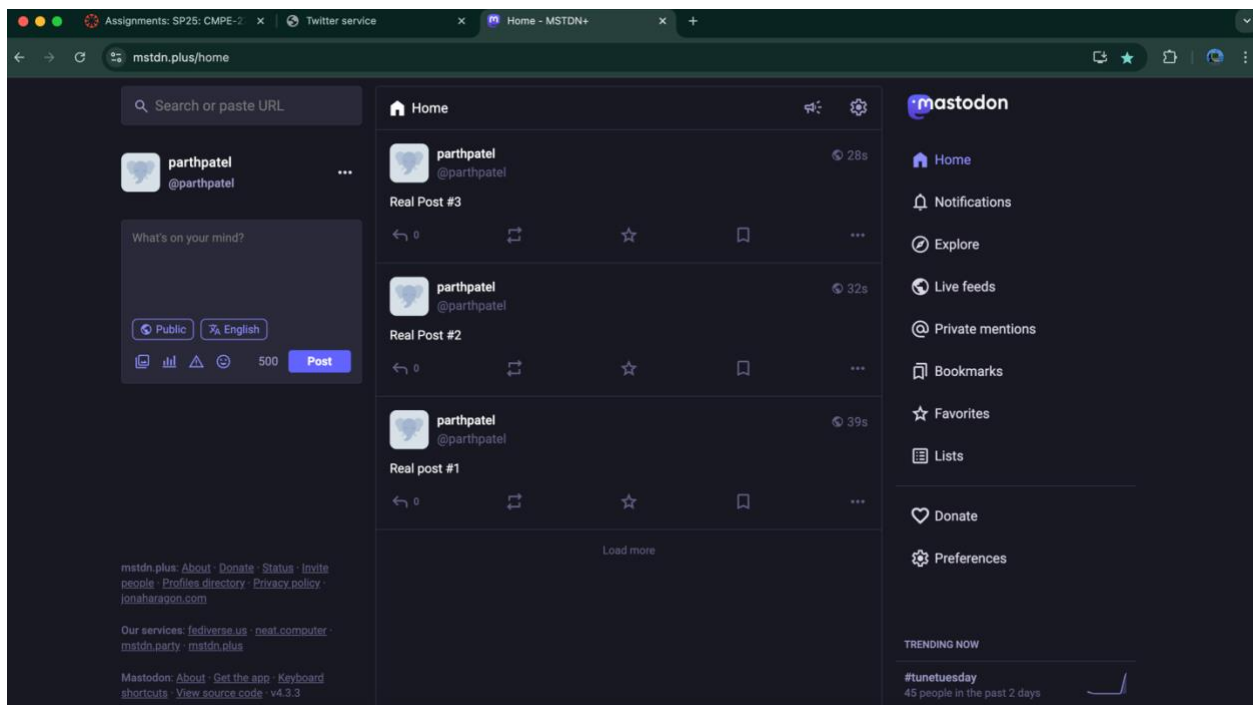 Assignments: SP25: CMPE-2
Twitter service
Home - MSTDN+
mstdn.plus/home
Search or paste URL
parthpatel
@parthpatel
What's on your mind?
Public
English
500
Post
mstdn.plus: About · Donate · Status · Invite
people · Profiles directory · Privacy policy ·
jonaharagon.com
Our services: fediverse.us · neat.computer ·
mstdn.party · mstdn.plus
Mastodon: About · Get the app · Keyboard
shortcuts · View source code · v4.3.3
Home
parthpatel
28s
@parthpatel
Real Post #3
0
parthpatel
32s
@parthpatel
Real Post #2
0
parthpatel
39s
@parthpatel
Real post #1
0
Load more
mastodon
Home
Notifications
Explore
Live feeds
Private mentions
Bookmarks
Favorites
Lists
Donate
Preferences
TRENDING NOW
#tunetuesday
45 people in the past 2 days